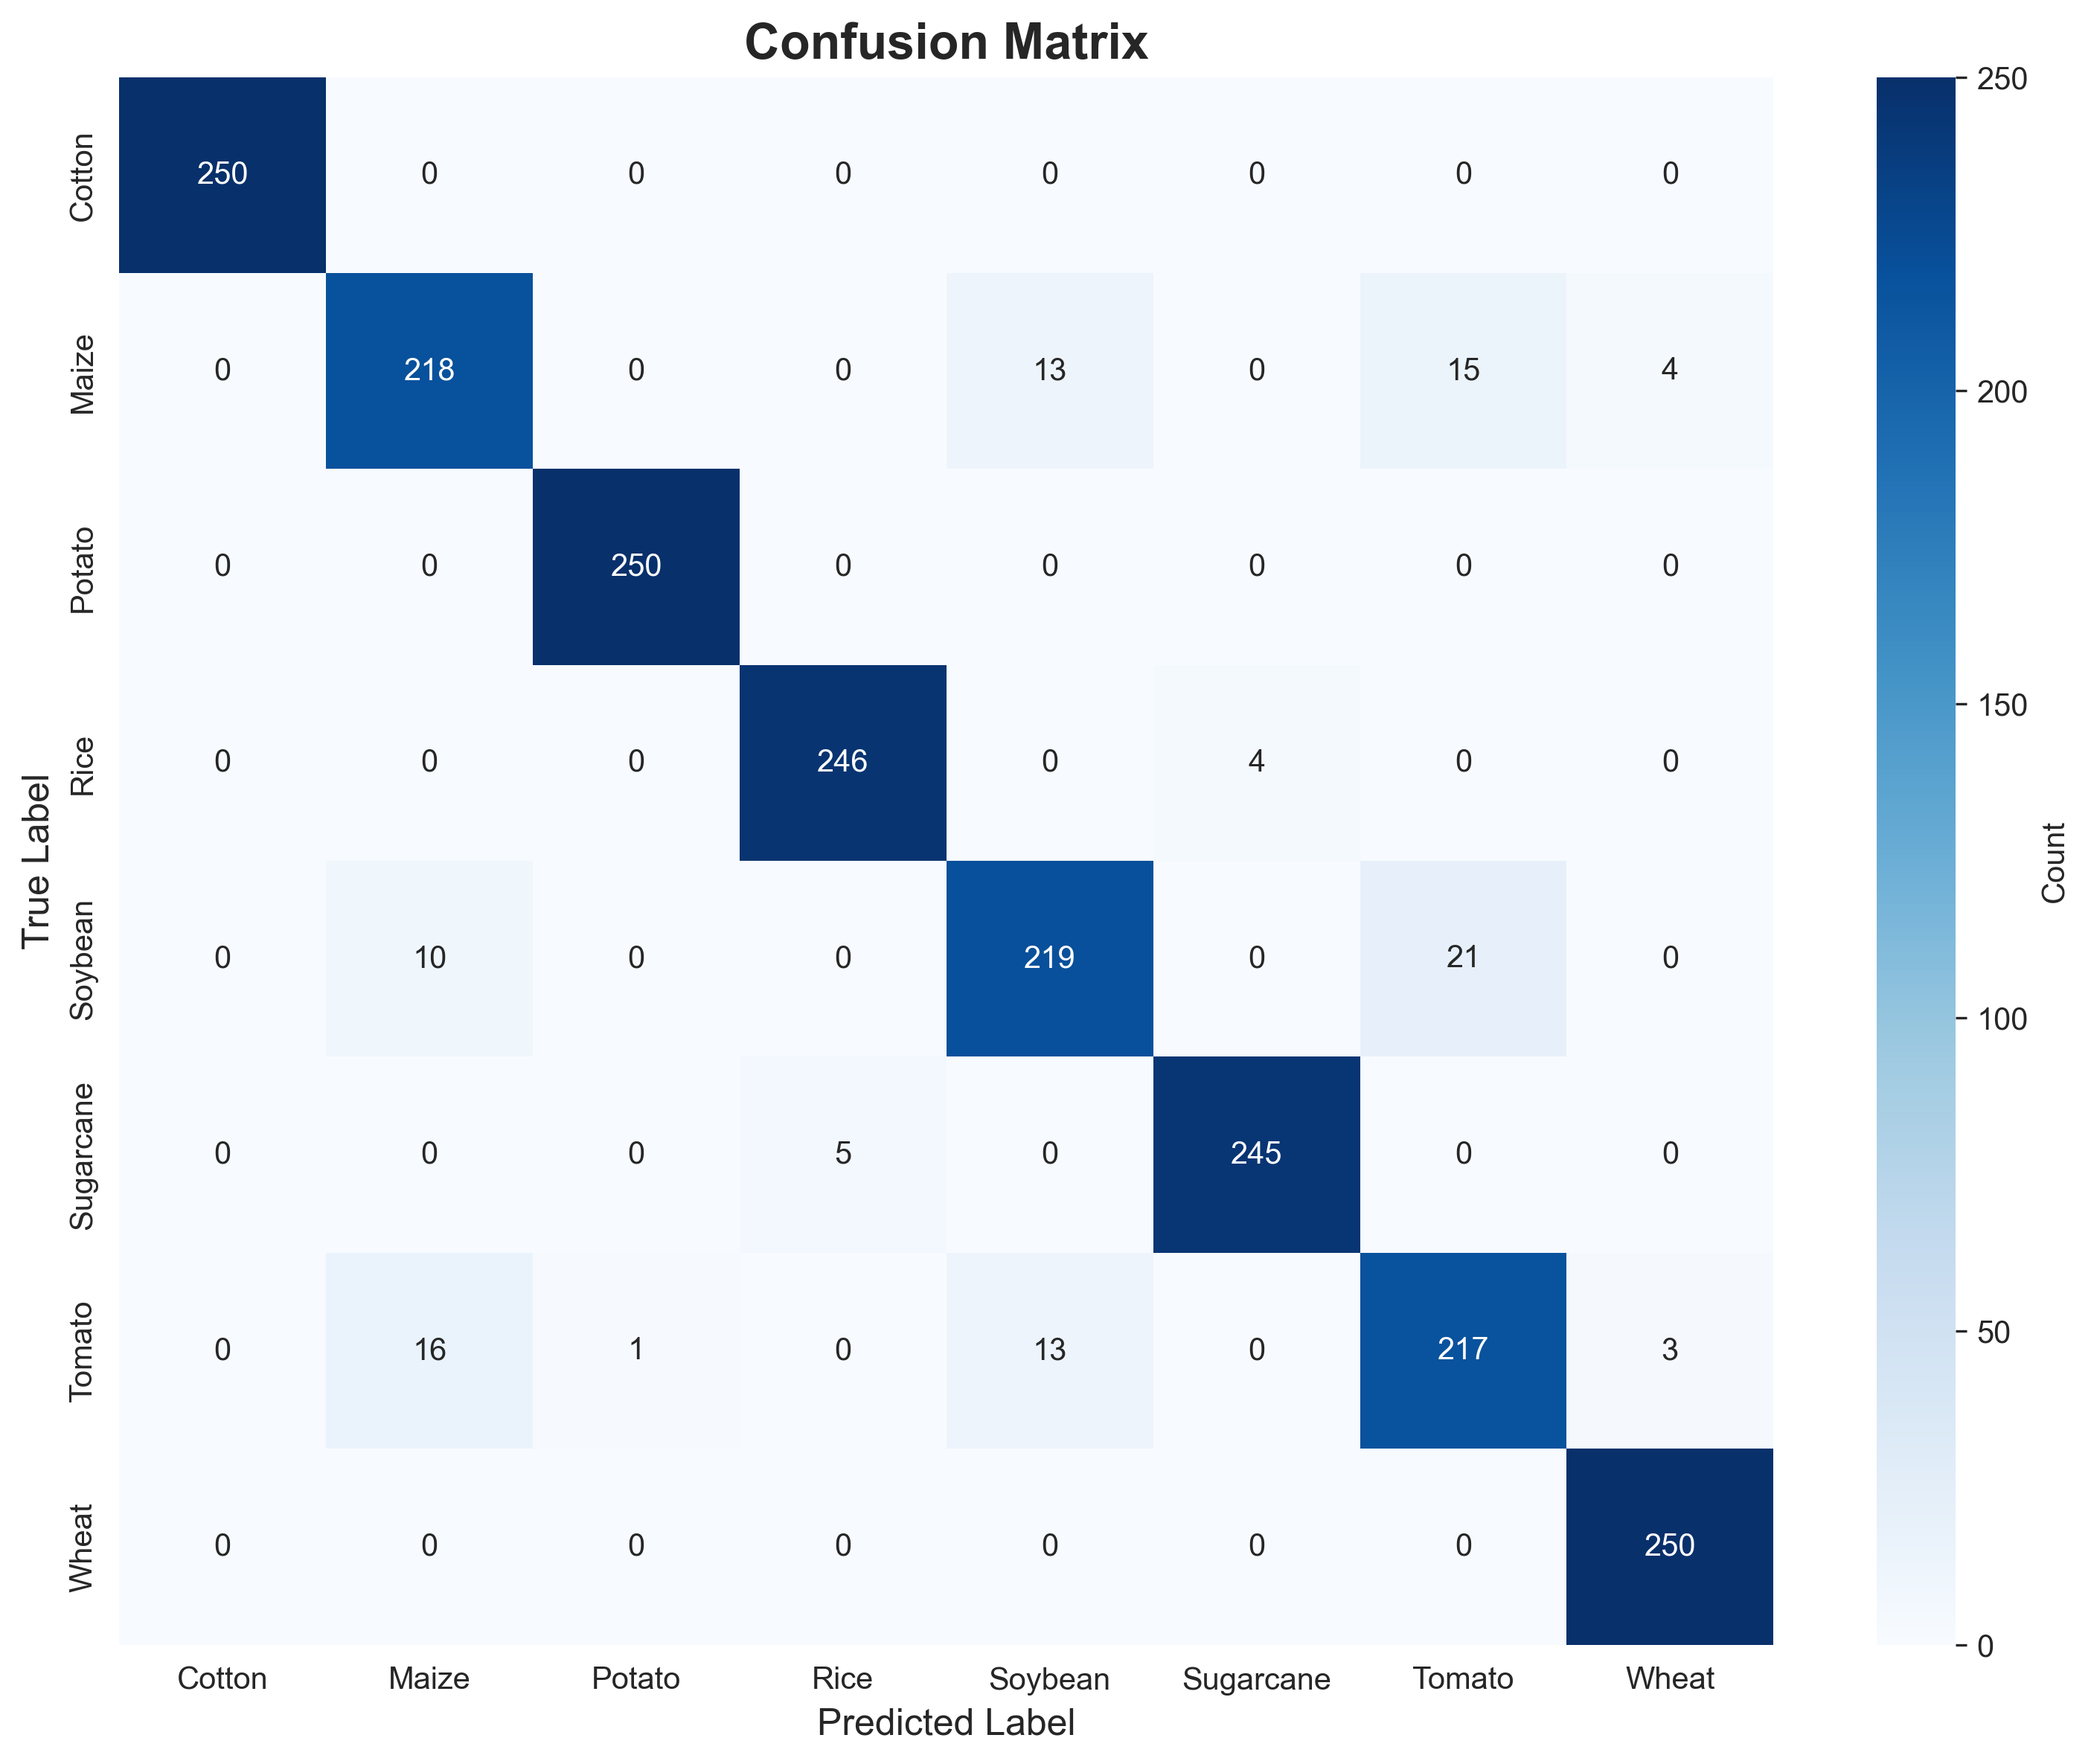 Confusion Matrix
Cotton 250 0 0 0 0 0 0 0
Maize 0 218 0 0 13 0 15 4
Potato 0 0 250 0 0 0 0 0
Rice 0 0 0 246 0 4 0 0
Soybean 0 10 0 0 219 0 21 0
Sugarcane 0 0 0 5 0 245 0 0
Tomato 0 16 1 0 13 0 217 3
Wheat 0 0 0 0 0 0 0 250
Cotton Maize Potato Rice Soybean Sugarcane Tomato Wheat
Predicted Label
True Label
250
200
150
100
50
0
Count